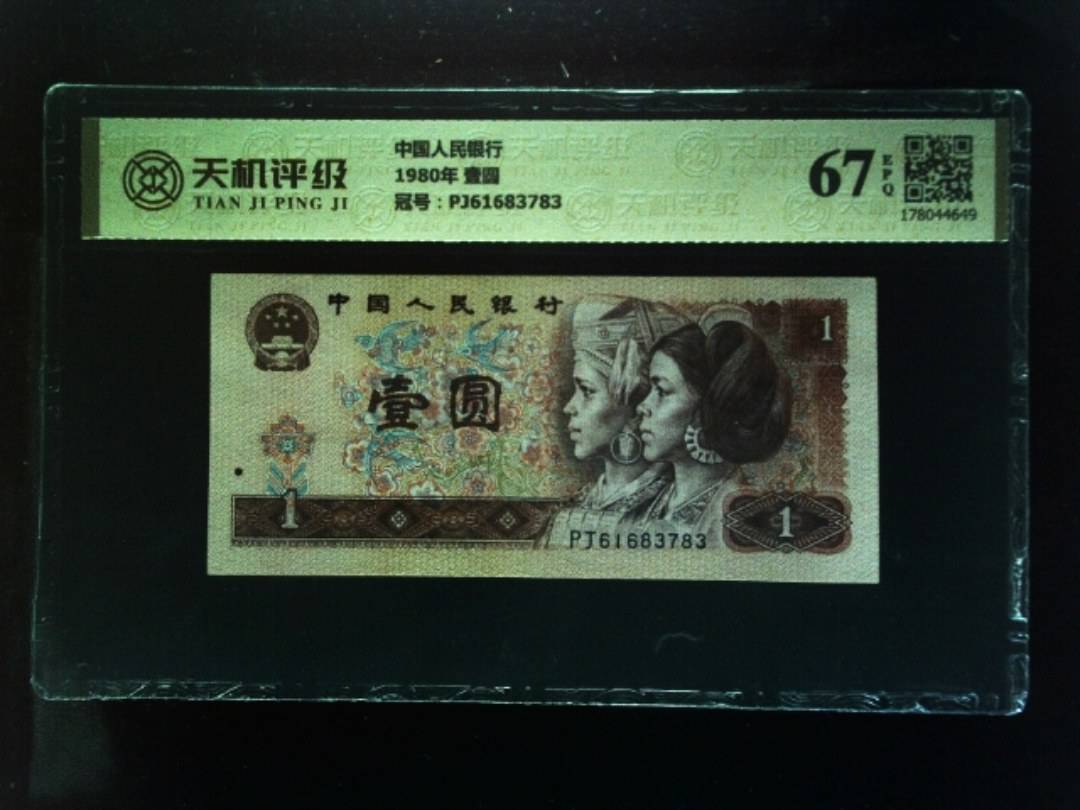 天机评级
TIAN JI PING JI
中国人民银行
1980年 壹圆
冠号：PJ61683783
67
EPQ
178044649
中国人民银行
1
壹圆
1
PJ61683783
1